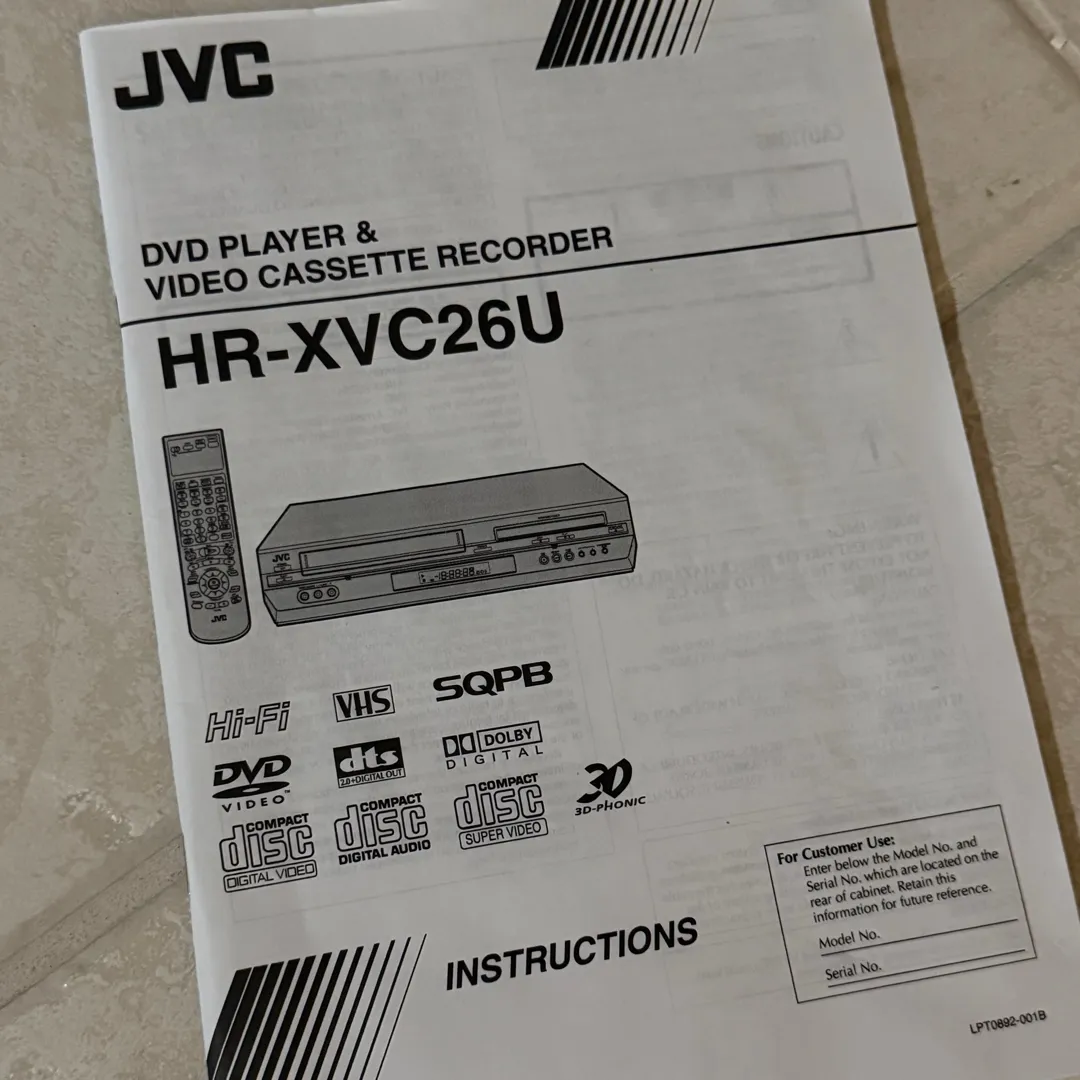 JVC
DVD PLAYER &
VIDEO CASSETTE RECORDER
HR-XVC26U
JVC
JVC
Hi-Fi
VHS
SQPB
DVD
VIDEO™
dts
2.0+DIGITAL OUT
DOLBY
DIGITAL
3D-PHONIC
COMPACT
disc
DIGITAL VIDEO
COMPACT
disc
DIGITAL AUDIO
COMPACT
disc
SUPER VIDEO
For Customer Use:
Enter below the Model No. and
Serial No. which are located on the
rear of cabinet. Retain this
information for future reference.
Model No.
Serial No.
INSTRUCTIONS
LPT0892-001B